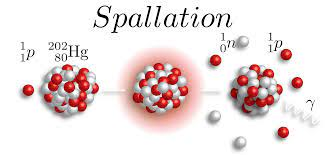 Spallation
¹₁p ²⁰²₈₀Hg ¹₀n ¹₁p
γ